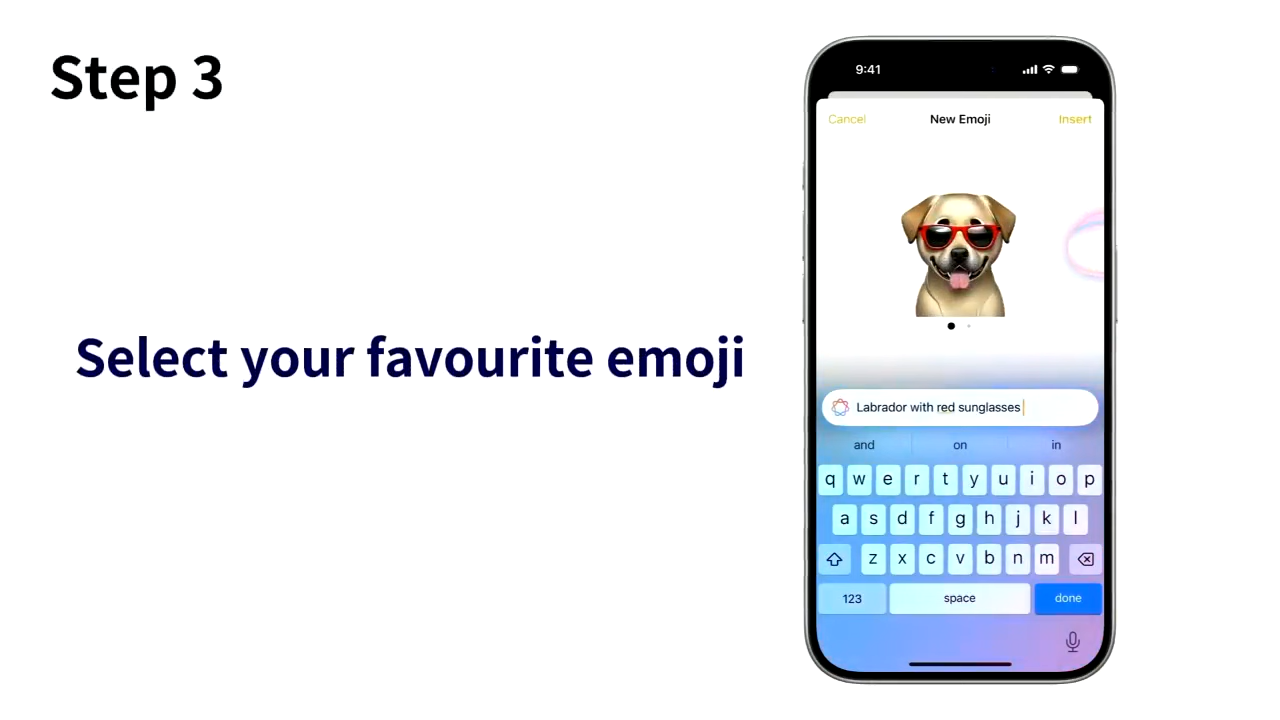 Step 3
Select your favourite emoji
9:41
Cancel New Emoji Insert
Labrador with red sunglasses
and on in
q w e r t y u i o p
a s d f g h j k l
z x c v b n m
123 space done